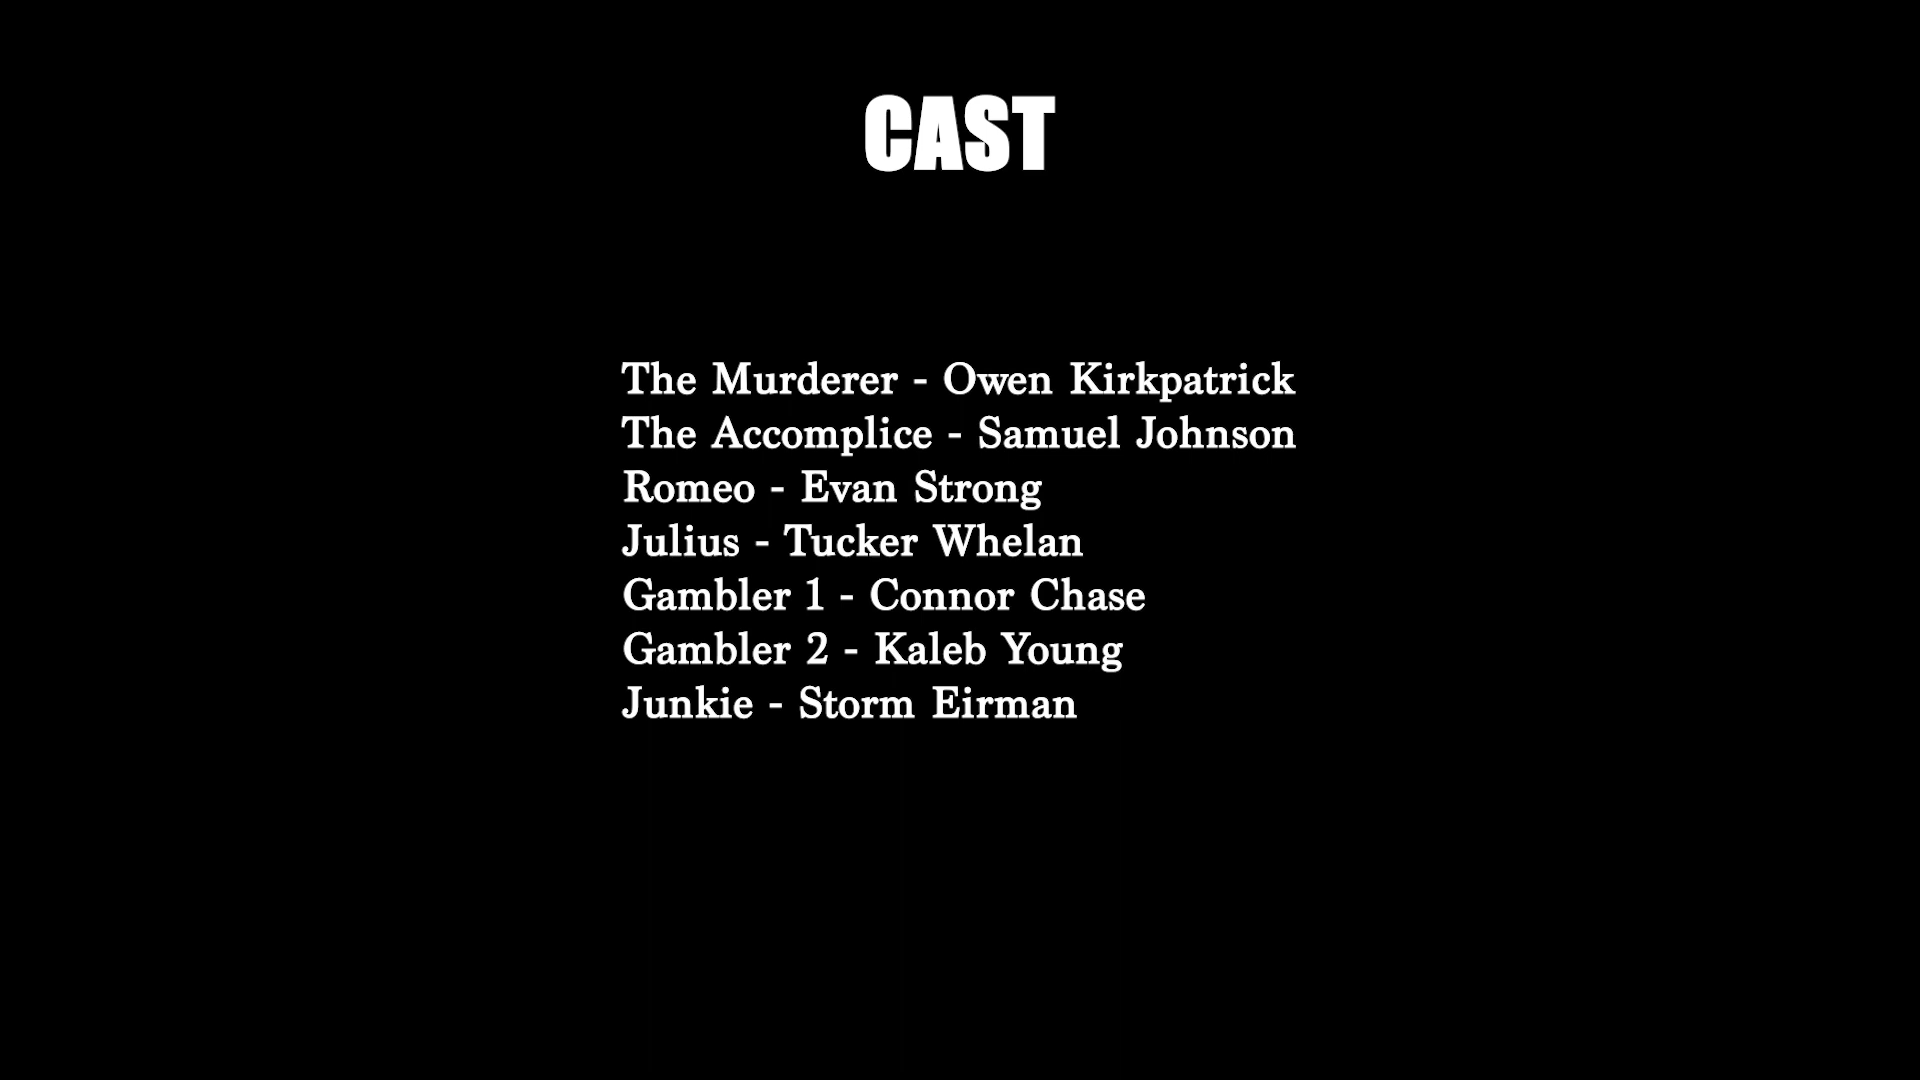 CAST
The Murderer - Owen Kirkpatrick
The Accomplice - Samuel Johnson
Romeo - Evan Strong
Julius - Tucker Whelan
Gambler 1 - Connor Chase
Gambler 2 - Kaleb Young
Junkie - Storm Eirman